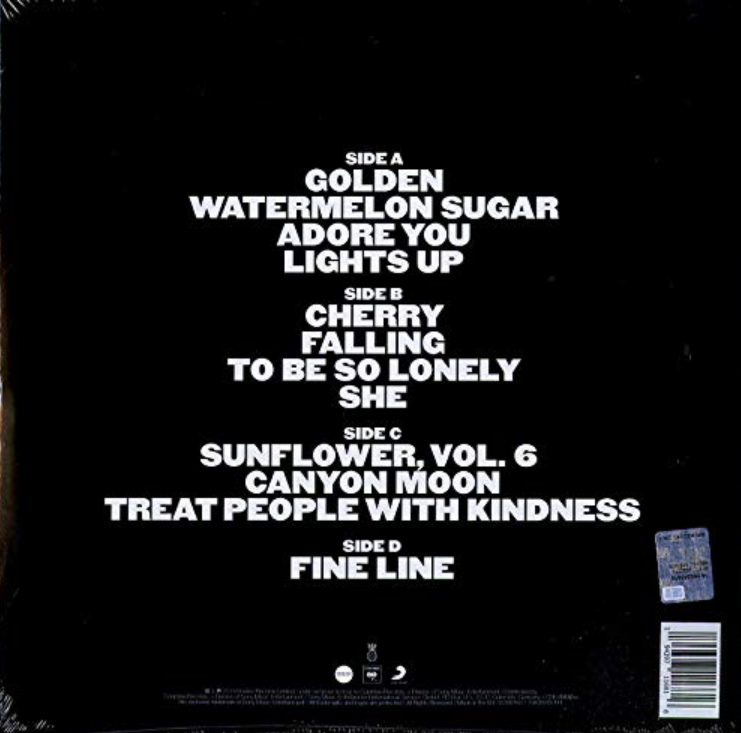 SIDE A
GOLDEN
WATERMELON SUGAR
ADORE YOU
LIGHTS UP
SIDE B
CHERRY
FALLING
TO BE SO LONELY
SHE
SIDE C
SUNFLOWER, VOL. 6
CANYON MOON
TREAT PEOPLE WITH KINDNESS
SIDE D
FINE LINE